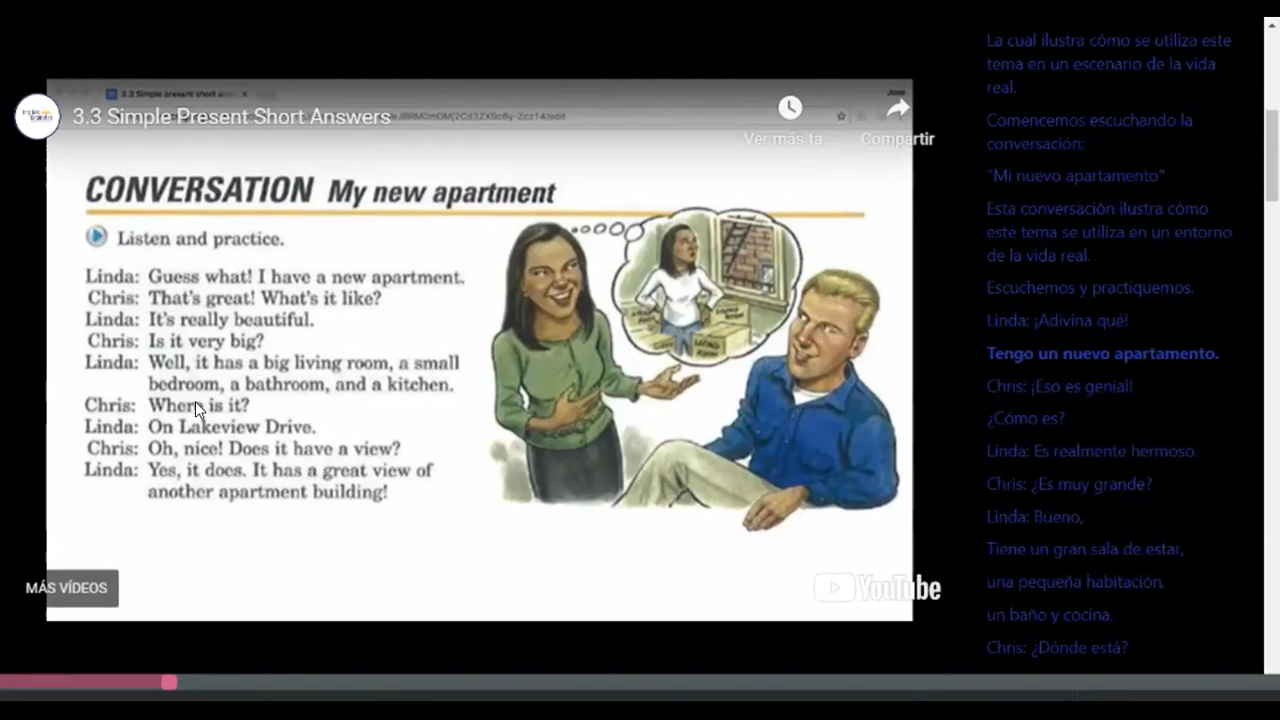 3.3 Simple present short an
Jose
3.3 Simple Present Short Answers
Ver más ta...
Compartir
CONVERSATION My new apartment
Listen and practice.
Linda: Guess what! I have a new apartment.
Chris: That's great! What's it like?
Linda: It's really beautiful.
Chris: Is it very big?
Linda: Well, it has a big living room, a small
bedroom, a bathroom, and a kitchen.
Chris: Where is it?
Linda: On Lakeview Drive.
Chris: Oh, nice! Does it have a view?
Linda: Yes, it does. It has a great view of
another apartment building!
MÁS VÍDEOS
YouTube
La cual ilustra cómo se utiliza este
tema en un escenario de la vida
real.
Comencemos escuchando la
conversación:
"Mi nuevo apartamento"
Esta conversación ilustra cómo
este tema se utiliza en un entorno
de la vida real.
Escuchemos y practiquemos.
Linda: ¡Adivina qué!
Tengo un nuevo apartamento.
Chris: ¡Eso es genial!
¿Cómo es?
Linda: Es realmente hermoso.
Chris: ¿Es muy grande?
Linda: Bueno,
Tiene un gran sala de estar,
una pequeña habitación,
un baño y cocina.
Chris: ¿Dónde está?